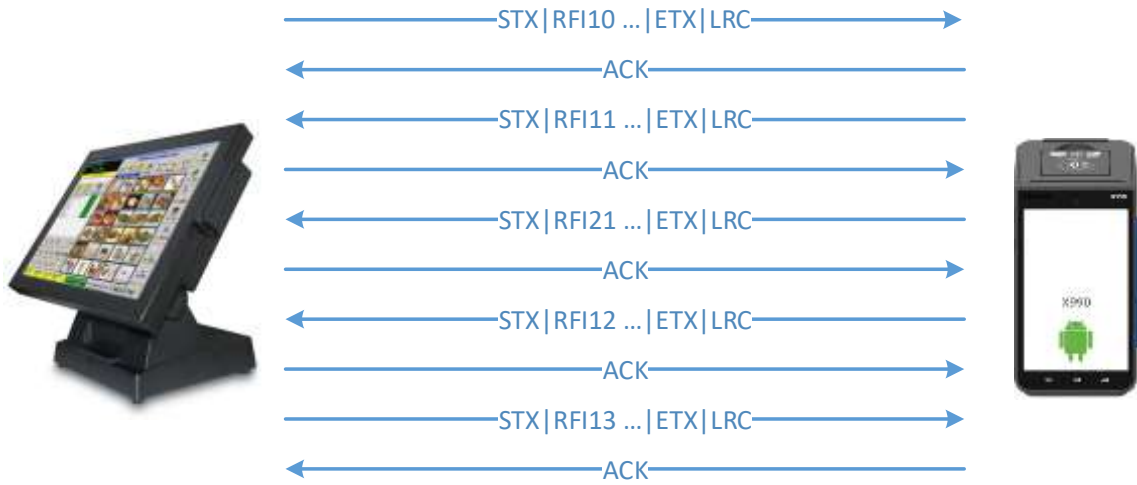 STX|RFI10 ...|ETX|LRC
ACK
STX|RFI11 ...|ETX|LRC
ACK
STX|RFI21 ...|ETX|LRC
ACK
STX|RFI12 ...|ETX|LRC
ACK
STX|RFI13 ...|ETX|LRC
ACK
X990